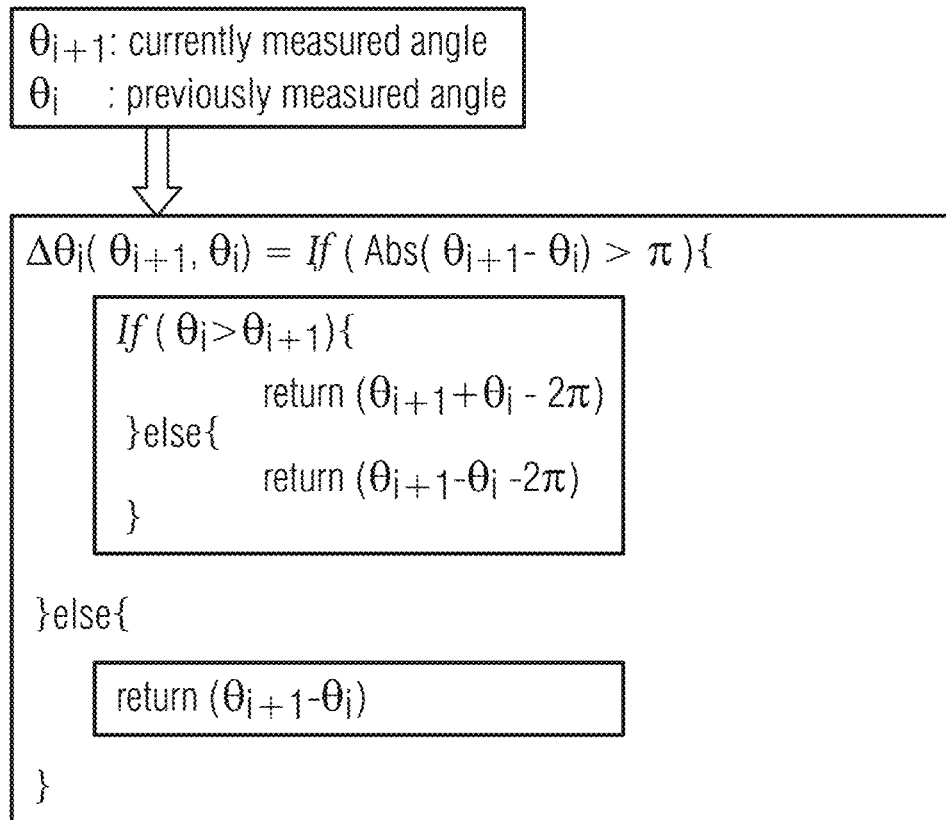 θi+1: currently measured angle
θi : previously measured angle
Δθi( θi+1, θi) = If ( Abs( θi+1- θi) > π ){
If ( θi>θi+1){
return (θi+1+θi - 2π)
}else{
return (θi+1-θi -2π)
}
}else{
return (θi+1-θi)
}